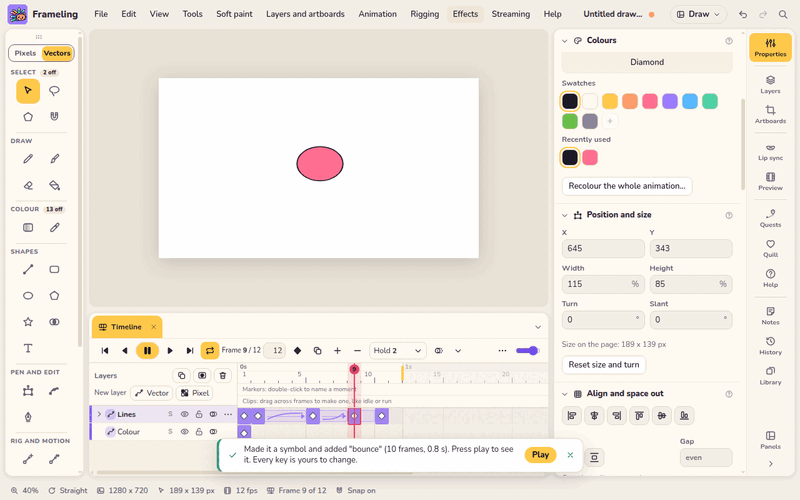 Frameling File Edit View Tools Soft paint Layers and artboards Animation Rigging Effects Streaming Help Untitled draw... Draw
Pixels Vectors
SELECT 2 off
DRAW
COLOUR 13 off
SHAPES
PEN AND EDIT
RIG AND MOTION
Timeline
Frame 9 / 12 12 Hold 2
Layers
New layer Vector Pixel
0s 1s
1 5 9 10 15 20
Markers: double-click to name a moment
Clips: drag across frames to make one, like idle or run
Lines S
Colour S
Made it a symbol and added "bounce" (10 frames, 0.8 s). Press play to see
it. Every key is yours to change.
Play
Colours
Diamond
Swatches
Recently used
Recolour the whole animation...
Position and size
X Y
645 343
Width Height
115 % 85 %
Turn Slant
0 ° 0 °
Size on the page: 189 x 139 px
Reset size and turn
Align and space out
Gap
even
Properties
Layers
Artboards
Lip sync
Preview
Quests
Quill
Help
Notes
History
Library
Panels
40% Straight 1280 x 720 189 x 139 px 12 fps Frame 9 of 12 Snap on